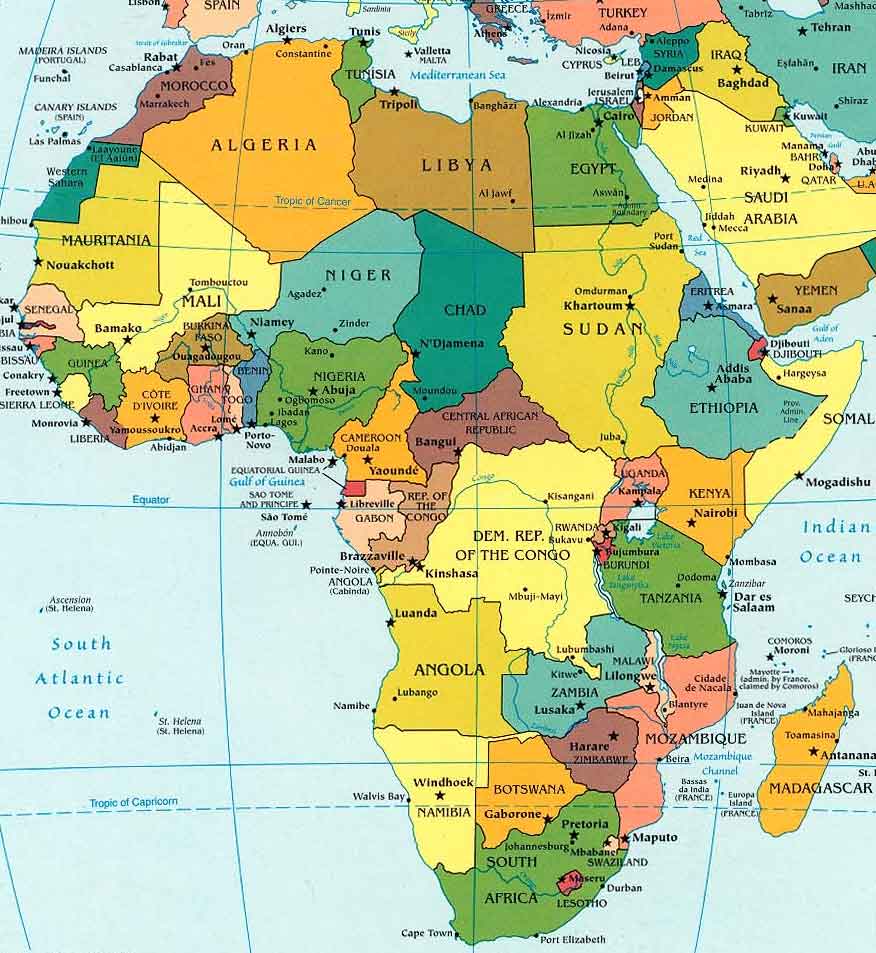 Lisbon
SPAIN
Sardinia
GREECE
İzmir
TURKEY
Adana
Tabrīz
Mashhad
MADEIRA ISLANDS
(PORTUGAL)
Funchal
Strait of Gibraltar
Rabat
Casablanca
Fès
MOROCCO
Marrakech
Oran
Algiers
Constantine
Tunis
TUNISIA
Sicily
Valletta
MALTA
Athens
Mediterranean Sea
Tripoli
Banghāzī
Nicosia
CYPRUS
LEB.
Beirut
Aleppo
SYRIA
Damascus
IRAQ
Baghdad
Tehran
Eşfahān
IRAN
Shīrāz
Jerusalem
ISRAEL
Amman
JORDAN
Alexandria
Cairo
Al Jīzah
KUWAIT
Kuwait
Persian
Gulf
Manama
BAHR.
Doha
QATAR
Abu
Dhab
U.A
CANARY ISLANDS
(SPAIN)
Las Palmas
Laayoune
(El Aaiún)
Western
Sahara
ALGERIA
LIBYA
Al Jawf
EGYPT
Aswân
Admin.
Boundary
Medina
Riyadh
SAUDI
ARABIA
Jiddah
Mecca
Tropic of Cancer
hibou
MAURITANIA
Nouakchott
Tombouctou
MALI
Bamako
NIGER
Agadez
Zinder
Niamey
CHAD
N'Djamena
Moundou
Port
Sudan
Red
Sea
Omdurman
Khartoum
SUDAN
Juba
ERITREA
Asmara
YEMEN
Sanaa
Gulf of
Aden
Djibouti
DJIBOUTI
Addis
Ababa
ETHIOPIA
Prov.
Admin.
Line
Hargeysa
SOMAL
Mogadishu
kar
SENEGAL
jul
BIA
issau
BISSAU
GUINEA
Conakry
Freetown
SIERRA LEONE
Monrovia
LIBERIA
CÔTE
D'IVOIRE
Yamoussoukro
Abidjan
BURKINA
FASO
Ouagadougou
GHANA
Accra
TOGO
Lomé
BENIN
Porto-
Novo
Kano
NIGERIA
Abuja
Ogbomoso
Ibadan
Lagos
CAMEROON
Douala
Yaoundé
CENTRAL AFRICAN
REPUBLIC
Bangui
Malabo
EQUATORIAL GUINEA
Gulf of Guinea
SAO TOME
AND PRINCIPE
São Tomé
Annobón
(EQUA. GUI.)
Libreville
GABON
REP. OF
THE
CONGO
Brazzaville
Pointe-Noire
ANGOLA
(Cabinda)
Kinshasa
Equator
Congo
Kisangani
DEM. REP.
OF THE CONGO
Mbuji-Mayi
Lubumbashi
UGANDA
Kampala
KENYA
Nairobi
RWANDA
Kigali
Bukavu
Bujumbura
BURUNDI
Lake
Victoria
Lake
Tanganyika
Mombasa
Zanzibar
Dodoma
Dar es
Salaam
TANZANIA
Indian
Ocean
SEYCH
Ascension
(St. Helena)
South
Atlantic
Ocean
St. Helena
(St. Helena)
Luanda
ANGOLA
Lubango
Namibe
Kitwe
ZAMBIA
Lusaka
Zambezi
Lake
Nyasa
MALAWI
Lilongwe
Blantyre
Cidade
de Nacala
MOZAMBIQUE
Beira
Mozambique
Channel
COMOROS
Moroni
Mayotte
(admin. by France,
claimed by Comoros)
Glorioso I
(FRANC
Juan de Nova
Island
(FRANCE)
Mahajanga
Toamasina
Antanana
MADAGASCAR
St.
Bassas
da India
(FRANCE)
Europa
Island
(FRANCE)
Harare
ZIMBABWE
Windhoek
NAMIBIA
Walvis Bay
BOTSWANA
Gaborone
Tropic of Capricorn
Pretoria
Johannesburg
Maputo
Mbabane
SWAZILAND
SOUTH
AFRICA
Maseru
LESOTHO
Durban
Cape Town
Port Elizabeth